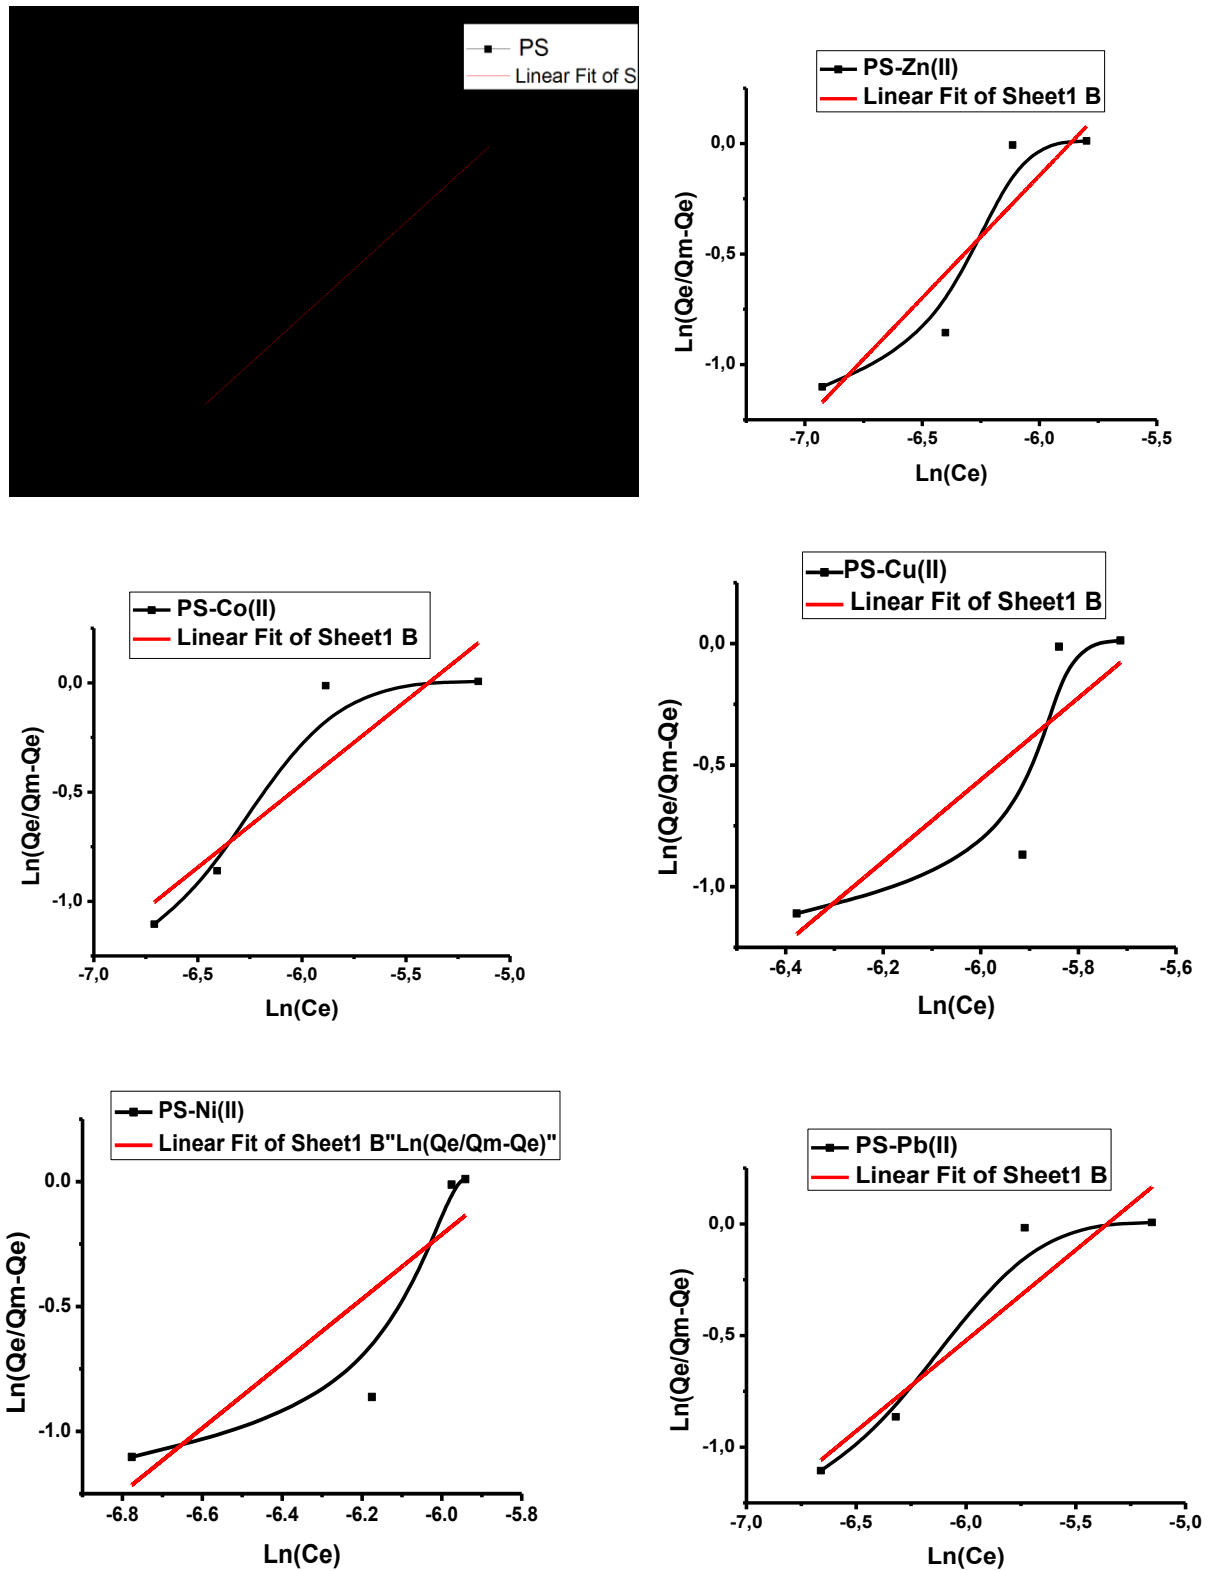 PS
Linear Fit of S
PS-Zn(II)
Linear Fit of Sheet1 B
0,0
-0,5
-1,0
Ln(Qe/Qm-Qe)
-7,0 -6,5 -6,0 -5,5
Ln(Ce)
PS-Co(II)
Linear Fit of Sheet1 B
0,0
-0,5
-1,0
Ln(Qe/Qm-Qe)
-7,0 -6,5 -6,0 -5,5 -5,0
Ln(Ce)
PS-Cu(II)
Linear Fit of Sheet1 B
0,0
-0,5
-1,0
Ln(Qe/Qm-Qe)
-6,4 -6,2 -6,0 -5,8 -5,6
Ln(Ce)
PS-Ni(II)
Linear Fit of Sheet1 B"Ln(Qe/Qm-Qe)"
0.0
-0.5
-1.0
Ln(Qe/Qm-Qe)
-6.8 -6.6 -6.4 -6.2 -6.0 -5.8
Ln(Ce)
PS-Pb(II)
Linear Fit of Sheet1 B
0,0
-0,5
-1,0
Ln(Qe/Qm-Qe)
-7,0 -6,5 -6,0 -5,5 -5,0
Ln(Ce)